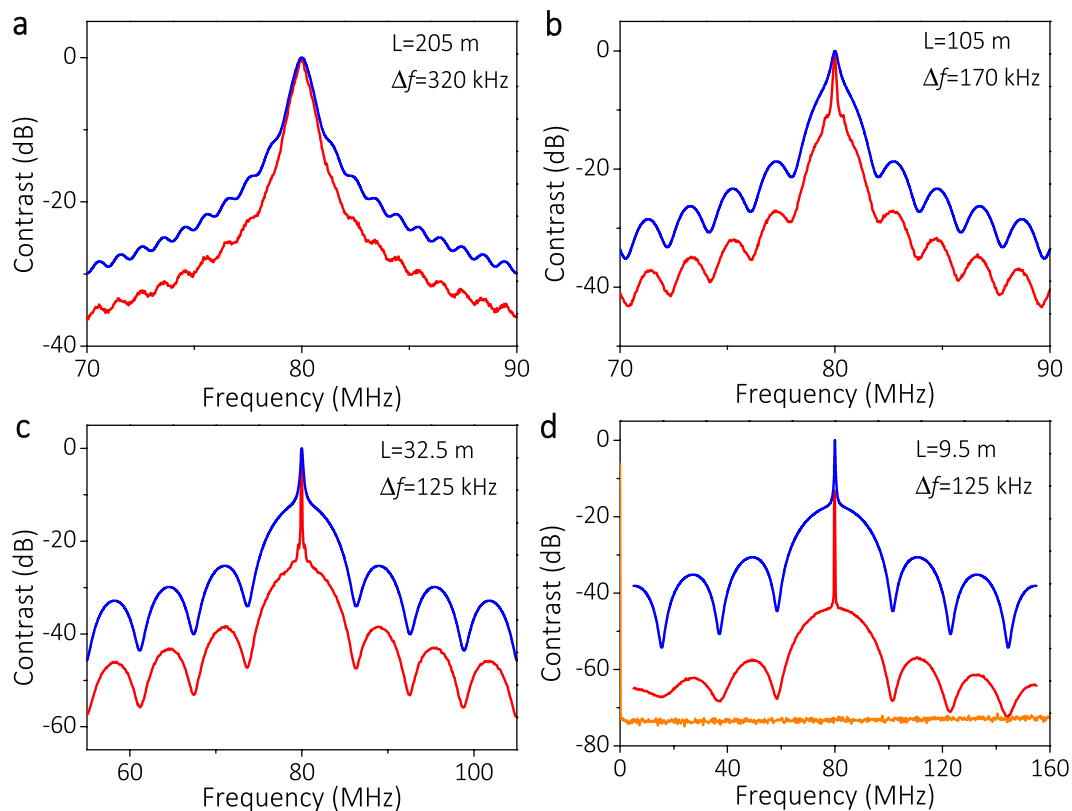 a
L=205 m
Δf=320 kHz
0
-20
-40
Contrast (dB)
70
80
90
Frequency (MHz)
b
L=105 m
Δf=170 kHz
0
-20
-40
Contrast (dB)
70
80
90
Frequency (MHz)
c
L=32.5 m
Δf=125 kHz
0
-20
-40
-60
Contrast (dB)
60
80
100
Frequency (MHz)
d
L=9.5 m
Δf=125 kHz
0
-20
-40
-60
-80
Contrast (dB)
0
40
80
120
160
Frequency (MHz)